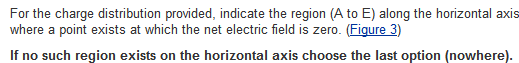 For the charge distribution provided, indicate the region (A to E) along the horizontal axis
where a point exists at which the net electric field is zero. (Figure 3)
If no such region exists on the horizontal axis choose the last option (nowhere).